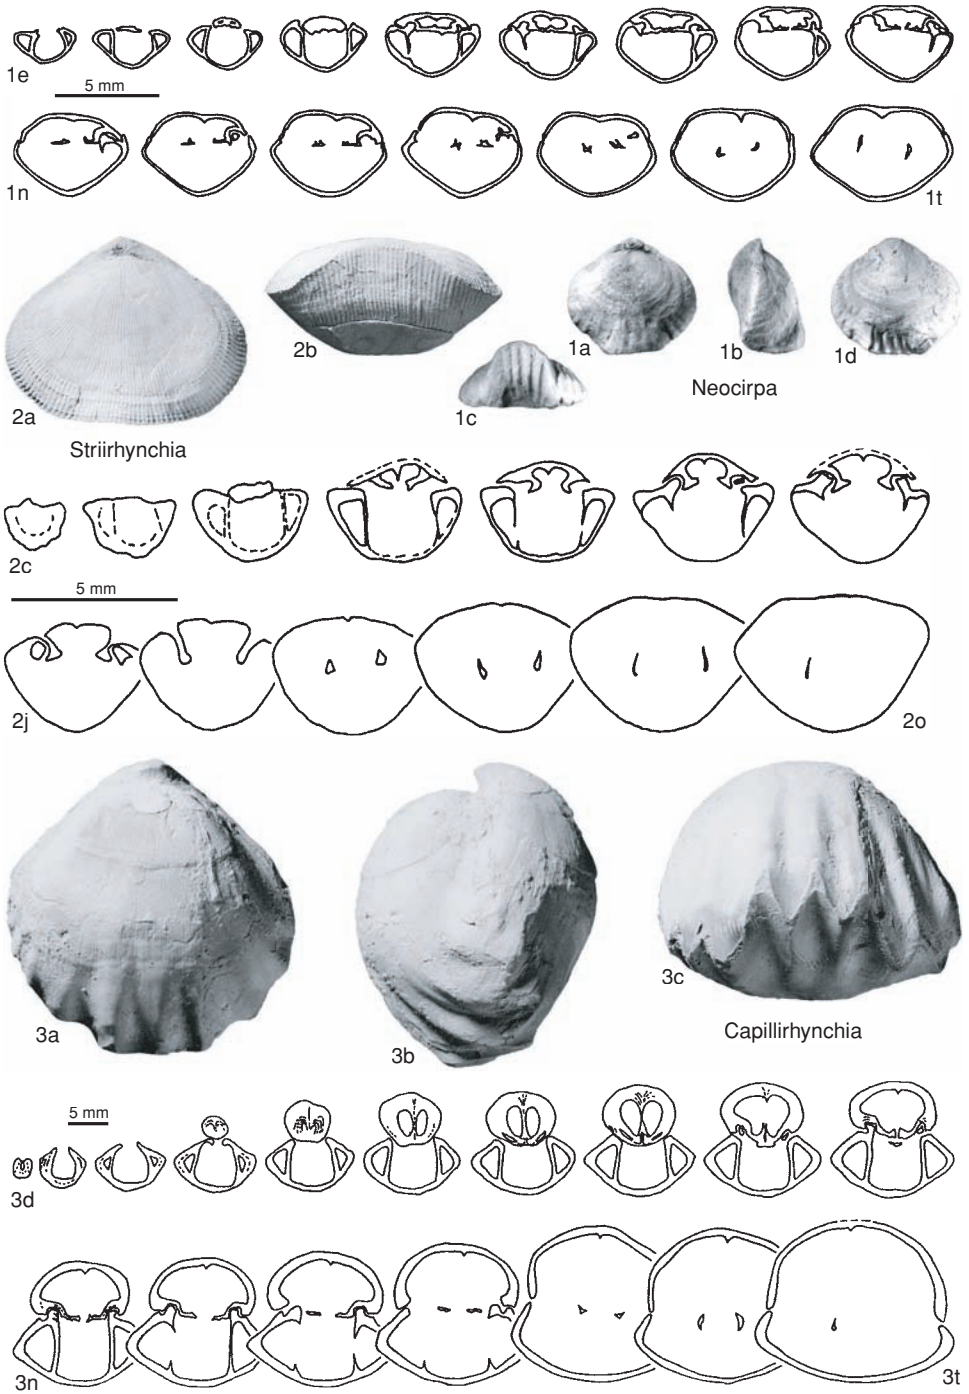 1e
5 mm
1n
1t
2a
2b
1c
1a
1b
1d
Neocirpa
Striirhynchia
2c
5 mm
2j
2o
3a
3b
3c
Capillirhynchia
3d
5 mm
3n
3t